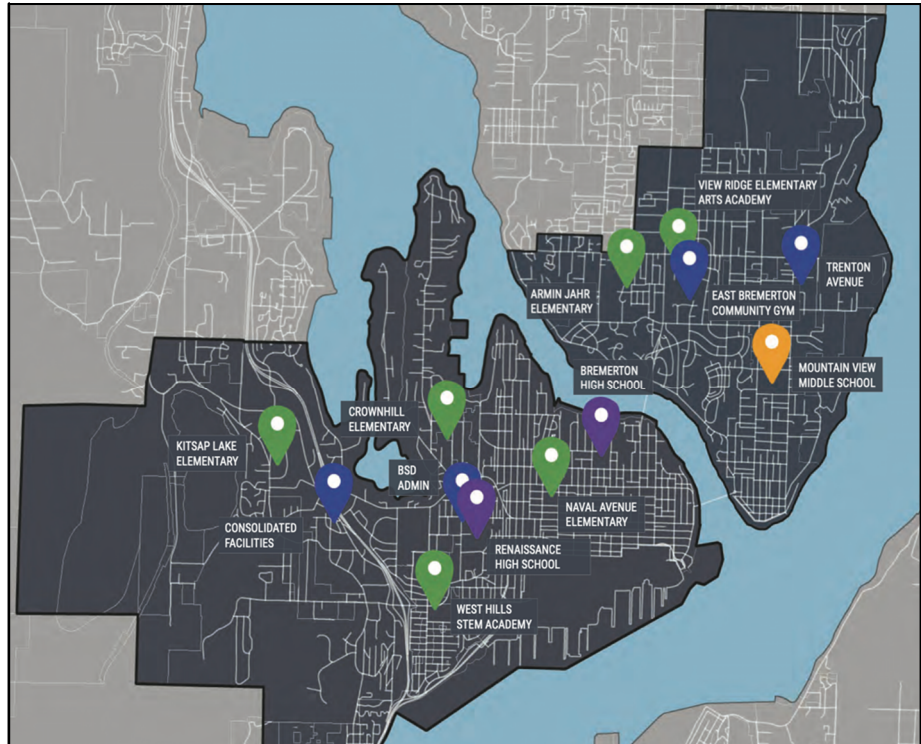 VIEW RIDGE ELEMENTARY
ARTS ACADEMY
TRENTON
AVENUE
ARMIN JAHR
ELEMENTARY
EAST BREMERTON
COMMUNITY GYM
BREMERTON
HIGH SCHOOL
MOUNTAIN VIEW
MIDDLE SCHOOL
CROWNHILL
ELEMENTARY
KITSAP LAKE
ELEMENTARY
BSD
ADMIN
NAVAL AVENUE
ELEMENTARY
CONSOLIDATED
FACILITIES
RENAISSANCE
HIGH SCHOOL
WEST HILLS
STEM ACADEMY